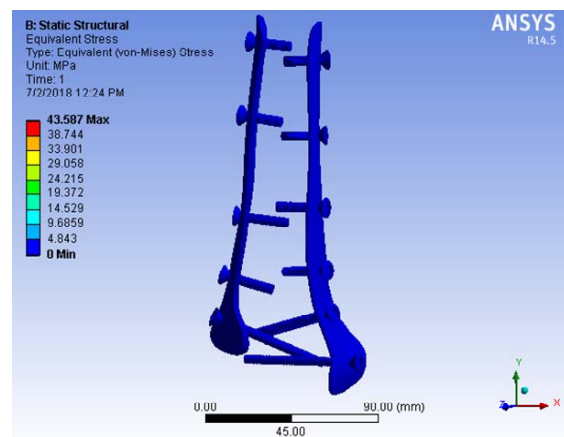 B: Static Structural
Equivalent Stress
Type: Equivalent (von-Mises) Stress
Unit: MPa
Time: 1
7/2/2018 12:24 PM
ANSYS
R14.5
43.587 Max
38.744
33.901
29.058
24.215
19.372
14.529
9.6859
4.843
0 Min
0.00
90.00 (mm)
45.00
Y
Z
X